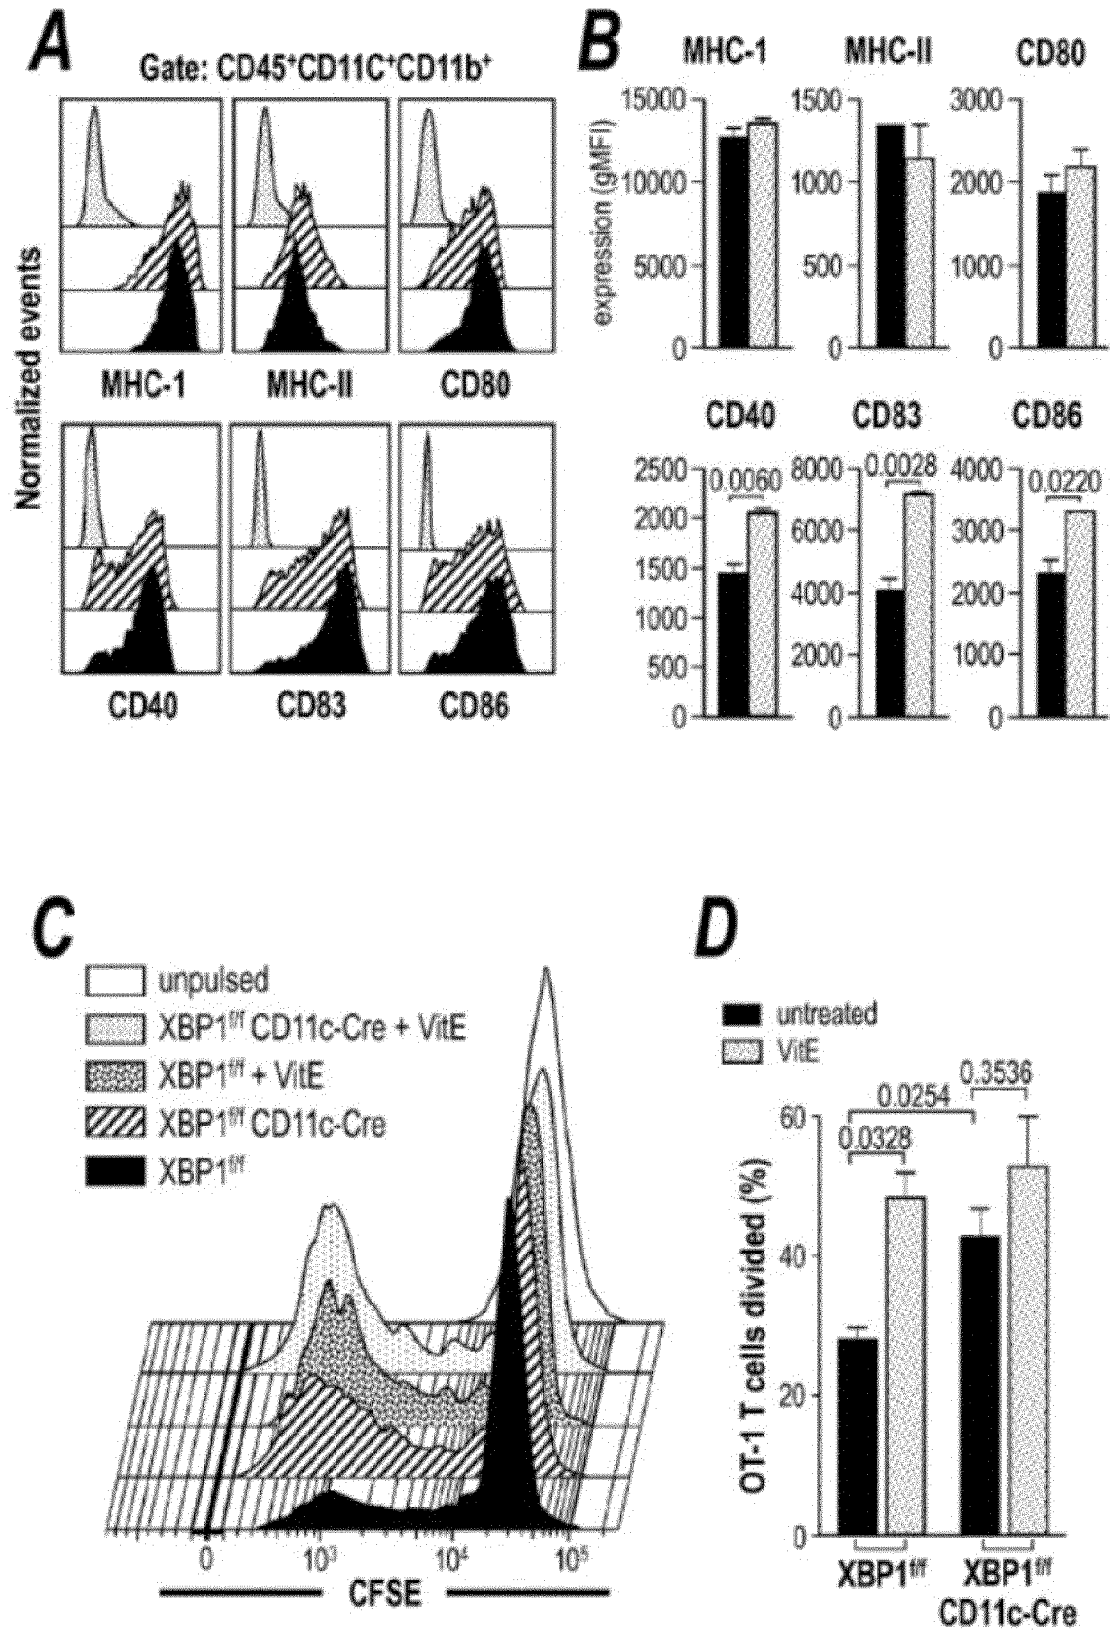 A
Gate: CD45⁺CD11C⁺CD11b⁺
Normalized events
MHC-1 MHC-II CD80
CD40 CD83 CD86
B
MHC-1 MHC-II CD80
expression (gMFI)
15000 1500 3000
10000 1000 2000
5000 500 1000
0 0 0
CD40 CD83 CD86
2500 8000 4000
0.0060 0.0028 0.0220
2000 6000 3000
1500 4000 2000
1000 2000 1000
500
0 0 0
C
unpulsed
XBP1f/f CD11c-Cre + VitE
XBP1f/f + VitE
XBP1f/f CD11c-Cre
XBP1f/f
0 10³ 10⁴ 10⁵
CFSE
D
untreated
VitE
0.3536
0.0254
0.0328
OT-1 T cells divided (%)
60
40
20
0
XBP1f/f XBP1f/f
CD11c-Cre